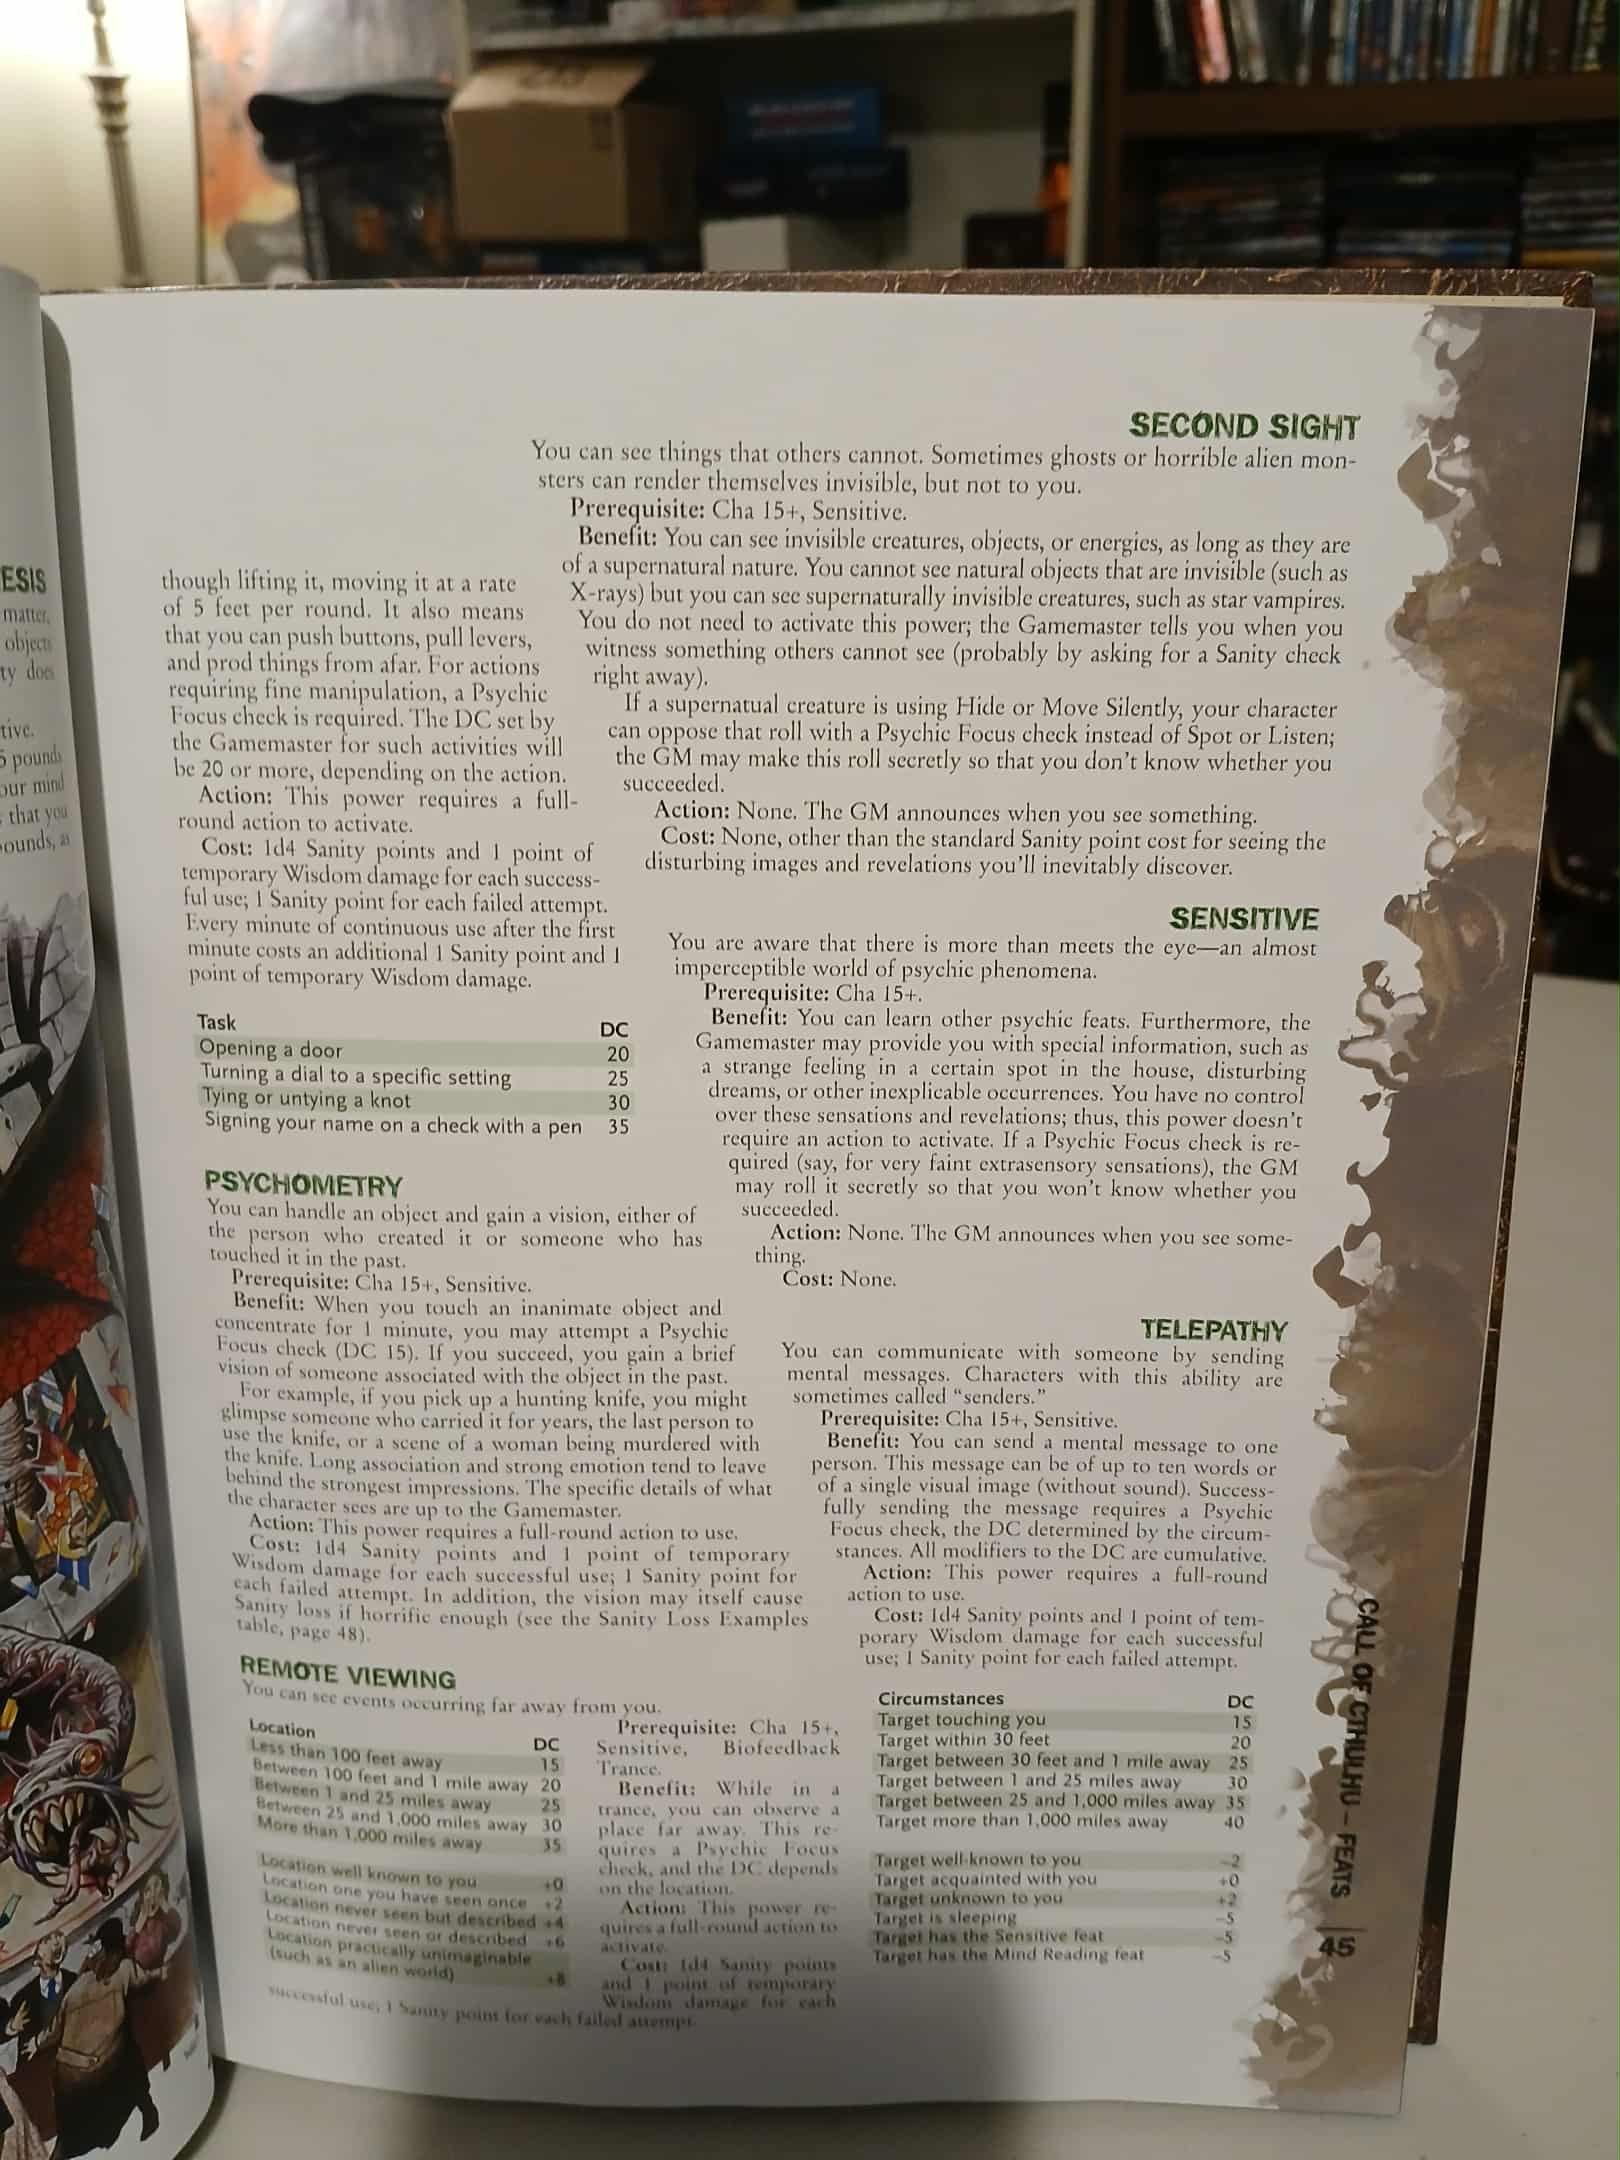 ESIS
matter,
objects
ty does
tive.
5 pounds
our mind
that you
ounds, as
though lifting it, moving it at a rate
of 5 feet per round. It also means
that you can push buttons, pull levers,
and prod things from afar. For actions
requiring fine manipulation, a Psychic
Focus check is required. The DC set by
the Gamemaster for such activities will
be 20 or more, depending on the action.
Action: This power requires a full-
round action to activate.
Cost: 1d4 Sanity points and 1 point of
temporary Wisdom damage for each success-
ful use; 1 Sanity point for each failed attempt.
Every minute of continuous use after the first
minute costs an additional 1 Sanity point and 1
point of temporary Wisdom damage.
Task DC
Opening a door 20
Turning a dial to a specific setting 25
Tying or untying a knot 30
Signing your name on a check with a pen 35
PSYCHOMETRY
You can handle an object and gain a vision, either of
the person who created it or someone who has
touched it in the past.
Prerequisite: Cha 15+, Sensitive.
Benefit: When you touch an inanimate object and
concentrate for 1 minute, you may attempt a Psychic
Focus check (DC 15). If you succeed, you gain a brief
vision of someone associated with the object in the past.
For example, if you pick up a hunting knife, you might
glimpse someone who carried it for years, the last person to
use the knife, or a scene of a woman being murdered with
the knife. Long association and strong emotion tend to leave
behind the strongest impressions. The specific details of what
the character sees are up to the Gamemaster.
Action: This power requires a full-round action to use.
Cost: 1d4 Sanity points and 1 point of temporary
Wisdom damage for each successful use; 1 Sanity point for
each failed attempt. In addition, the vision may itself cause
Sanity loss if horrific enough (see the Sanity Loss Examples
table, page 48).
REMOTE VIEWING
You can see events occurring far away from you.
Location DC
Less than 100 feet away 15
Between 100 feet and 1 mile away 20
Between 1 and 25 miles away 25
Between 25 and 1,000 miles away 30
More than 1,000 miles away 35
Location well known to you +0
Location one you have seen once +2
Location never seen but described +4
Location never seen or described +6
Location practically unimaginable
(such as an alien world) +8
Prerequisite: Cha 15+,
Sensitive, Biofeedback
Trance.
Benefit: While in a
trance, you can observe a
place far away. This re-
quires a Psychic Focus
check, and the DC depends
on the location.
Action: This power re-
quires a full-round action to
activate.
Cost: 1d4 Sanity points
and 1 point of temporary
Wisdom damage for each
successful use; 1 Sanity point for each failed attempt.
SECOND SIGHT
You can see things that others cannot. Sometimes ghosts or horrible alien mon-
sters can render themselves invisible, but not to you.
Prerequisite: Cha 15+, Sensitive.
Benefit: You can see invisible creatures, objects, or energies, as long as they are
of a supernatural nature. You cannot see natural objects that are invisible (such as
X-rays) but you can see supernaturally invisible creatures, such as star vampires.
You do not need to activate this power; the Gamemaster tells you when you
witness something others cannot see (probably by asking for a Sanity check
right away).
If a supernatual creature is using Hide or Move Silently, your character
can oppose that roll with a Psychic Focus check instead of Spot or Listen;
the GM may make this roll secretly so that you don't know whether you
succeeded.
Action: None. The GM announces when you see something.
Cost: None, other than the standard Sanity point cost for seeing the
disturbing images and revelations you'll inevitably discover.
SENSITIVE
You are aware that there is more than meets the eye—an almost
imperceptible world of psychic phenomena.
Prerequisite: Cha 15+.
Benefit: You can learn other psychic feats. Furthermore, the
Gamemaster may provide you with special information, such as
a strange feeling in a certain spot in the house, disturbing
dreams, or other inexplicable occurrences. You have no control
over these sensations and revelations; thus, this power doesn't
require an action to activate. If a Psychic Focus check is re-
quired (say, for very faint extrasensory sensations), the GM
may roll it secretly so that you won't know whether you
succeeded.
Action: None. The GM announces when you see some-
thing.
Cost: None.
TELEPATHY
You can communicate with someone by sending
mental messages. Characters with this ability are
sometimes called "senders."
Prerequisite: Cha 15+, Sensitive.
Benefit: You can send a mental message to one
person. This message can be of up to ten words or
of a single visual image (without sound). Success-
fully sending the message requires a Psychic
Focus check, the DC determined by the circum-
stances. All modifiers to the DC are cumulative.
Action: This power requires a full-round
action to use.
Cost: 1d4 Sanity points and 1 point of tem-
porary Wisdom damage for each successful
use; 1 Sanity point for each failed attempt.
Circumstances DC
Target touching you 15
Target within 30 feet 20
Target between 30 feet and 1 mile away 25
Target between 1 and 25 miles away 30
Target between 25 and 1,000 miles away 35
Target more than 1,000 miles away 40
Target well-known to you –2
Target acquainted with you +0
Target unknown to you +2
Target is sleeping –5
Target has the Sensitive feat –5
Target has the Mind Reading feat –5
CALL OF CTHULHU – FEATS
45